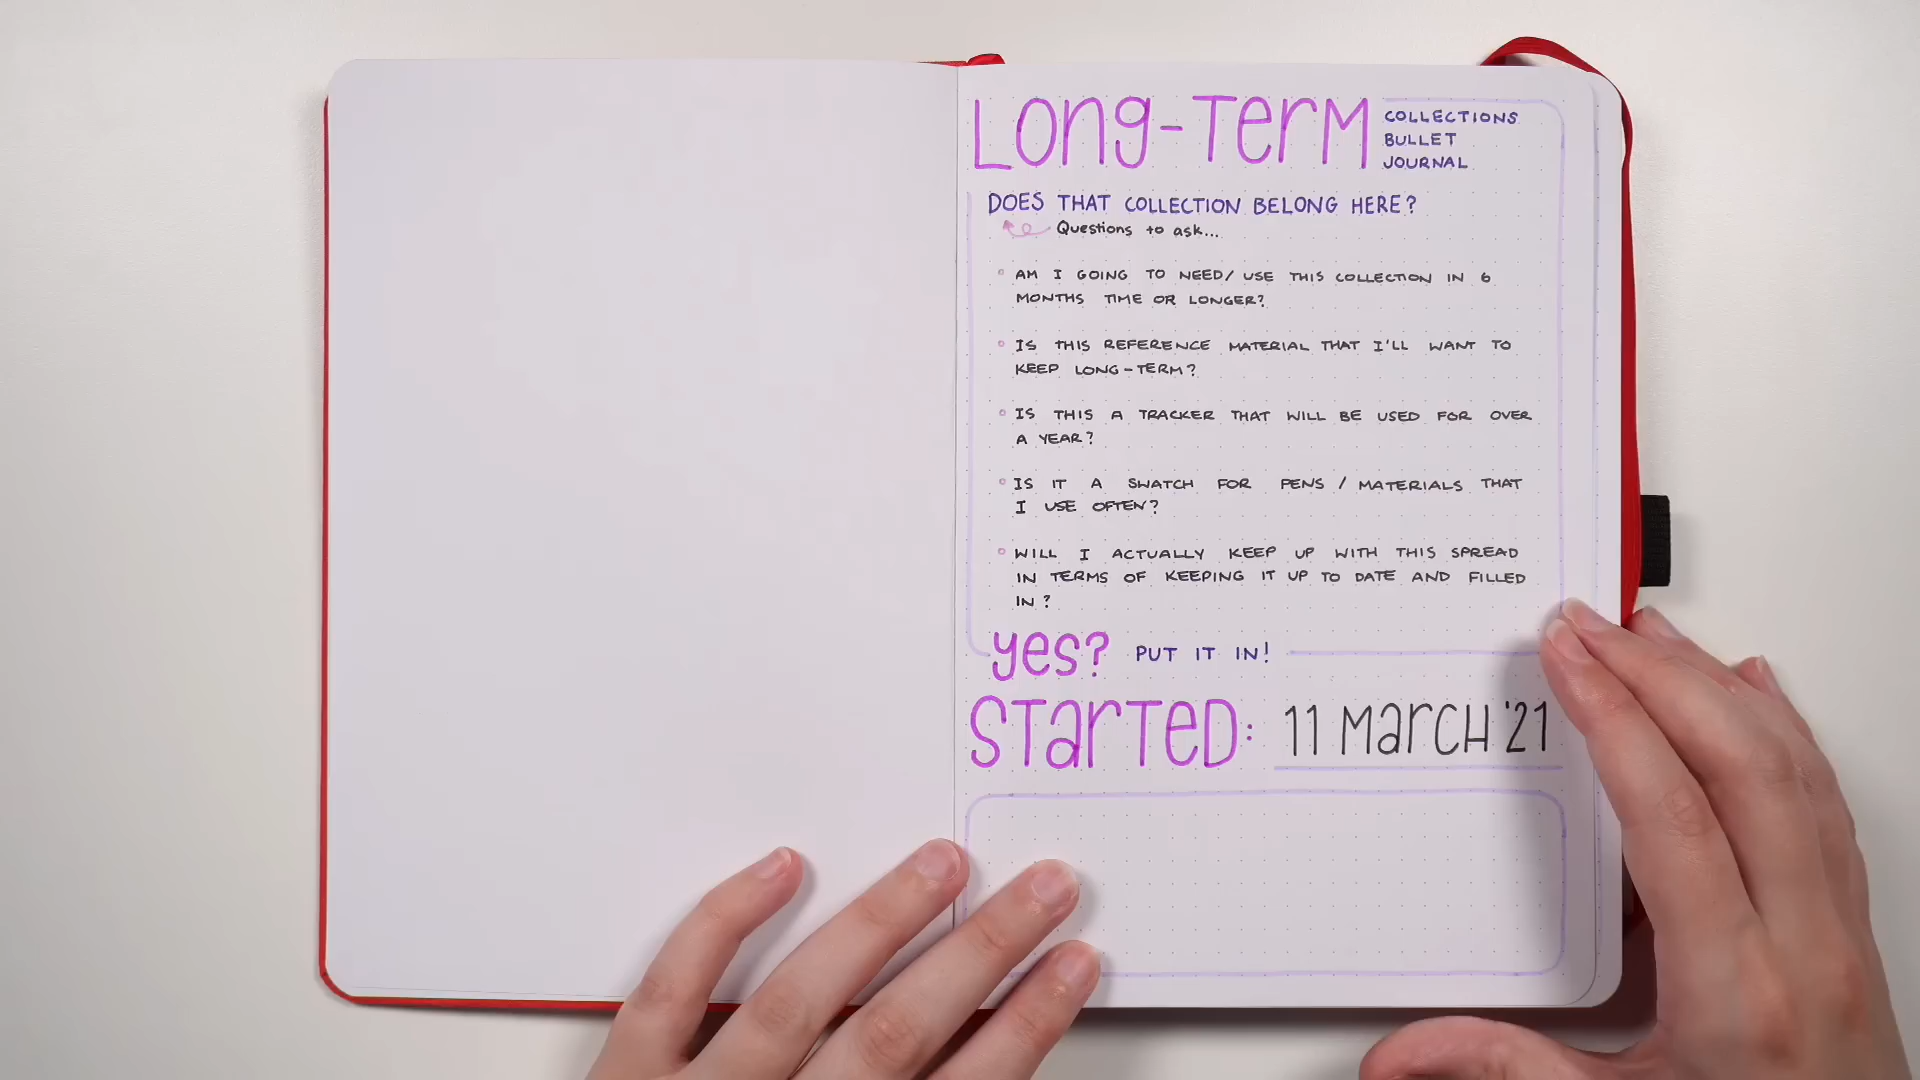 LONG-TERM
COLLECTIONS
BULLET
JOURNAL
DOES THAT COLLECTION BELONG HERE?
Questions to ask...
AM I GOING TO NEED/ USE THIS COLLECTION IN 6
MONTHS TIME OR LONGER?
IS THIS REFERENCE MATERIAL THAT I'LL WANT TO
KEEP LONG-TERM?
IS THIS A TRACKER THAT WILL BE USED FOR OVER
A YEAR?
IS IT A SWATCH FOR PENS / MATERIALS THAT
I USE OFTEN?
WILL I ACTUALLY KEEP UP WITH THIS SPREAD
IN TERMS OF KEEPING IT UP TO DATE AND FILLED
IN?
yes? PUT IT IN!
STARTED: 11 MARCH '21